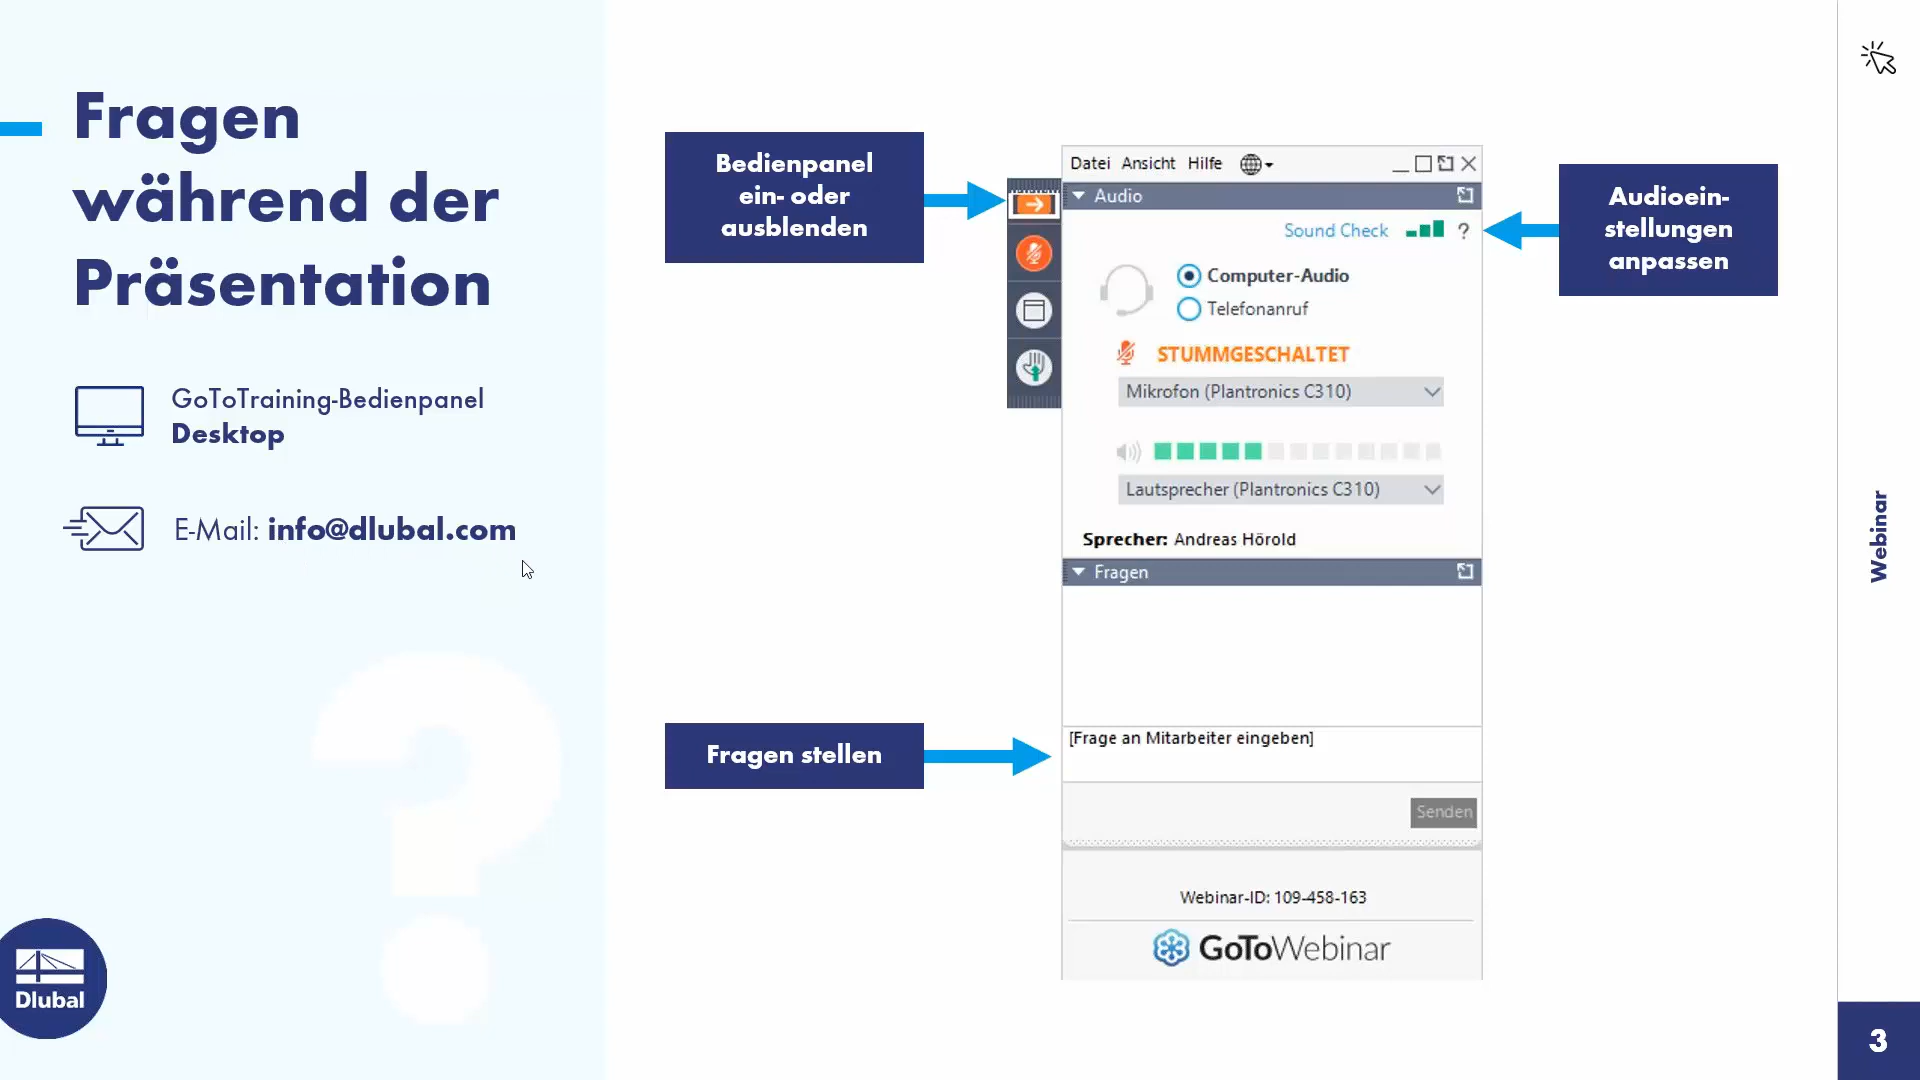 Fragen
während der
Präsentation
GoToTraining-Bedienpanel
Desktop
E-Mail: info@dlubal.com
Dlubal
Bedienpanel
ein- oder
ausblenden
Fragen stellen
Datei Ansicht Hilfe
Audio
Sound Check ?
Computer-Audio
Telefonanruf
STUMMGESCHALTET
Mikrofon (Plantronics C310)
Lautsprecher (Plantronics C310)
Sprecher: Andreas Hörold
Fragen
[Frage an Mitarbeiter eingeben]
Senden
Webinar-ID: 109-458-163
GoToWebinar
Audioein-
stellungen
anpassen
Webinar
3